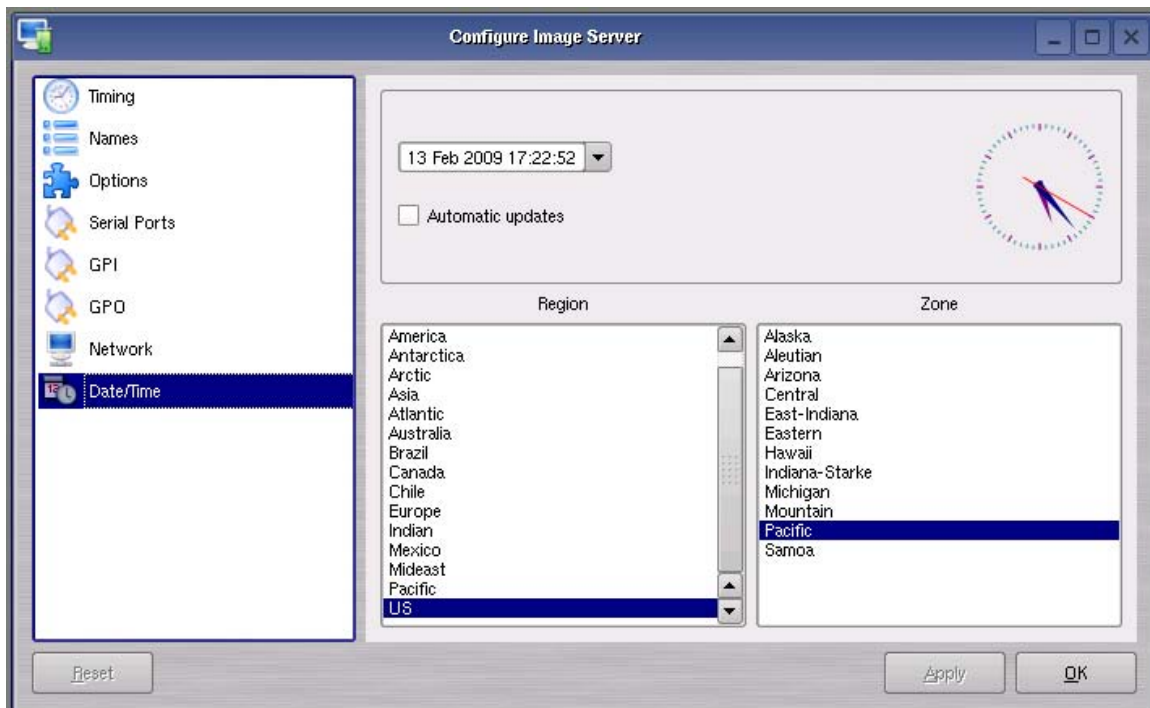 Configure Image Server
Timing
Names
Options
Serial Ports
GPI
GPO
Network
Date/Time
13 Feb 2009 17:22:52
Automatic updates
Region
America
Antarctica
Arctic
Asia
Atlantic
Australia
Brazil
Canada
Chile
Europe
Indian
Mexico
Mideast
Pacific
US
Zone
Alaska
Aleutian
Arizona
Central
East-Indiana
Eastern
Hawaii
Indiana-Starke
Michigan
Mountain
Pacific
Samoa
Reset
Apply
OK